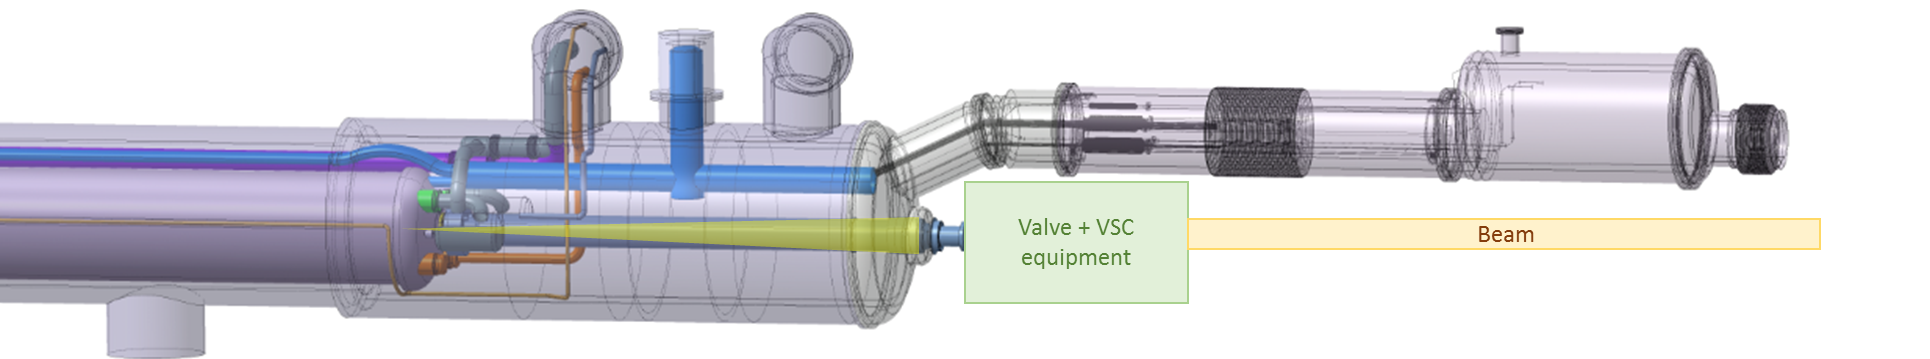 Valve + VSC
equipment
Beam